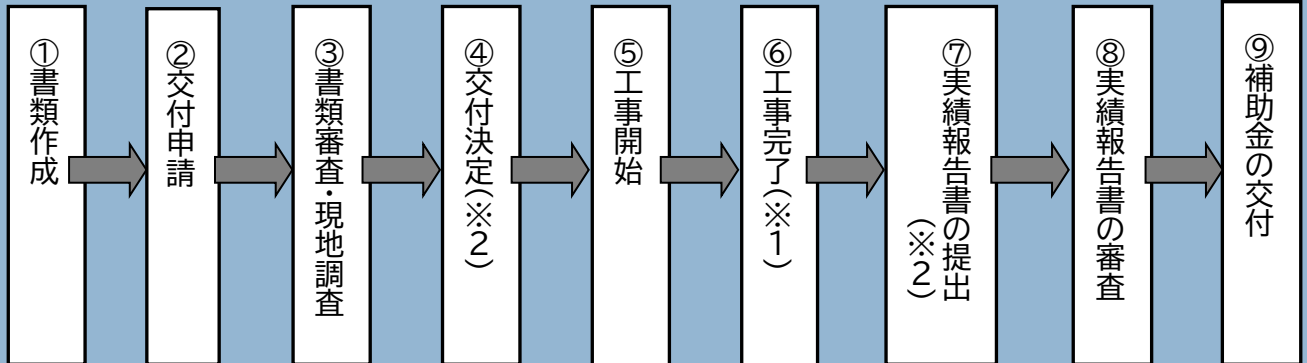 ①書類作成
②交付申請
③書類審査・現地調査
④交付決定(※2)
⑤工事開始
⑥工事完了(※1)
⑦実績報告書の提出
(※2)
⑧実績報告書の審査
⑨補助金の交付